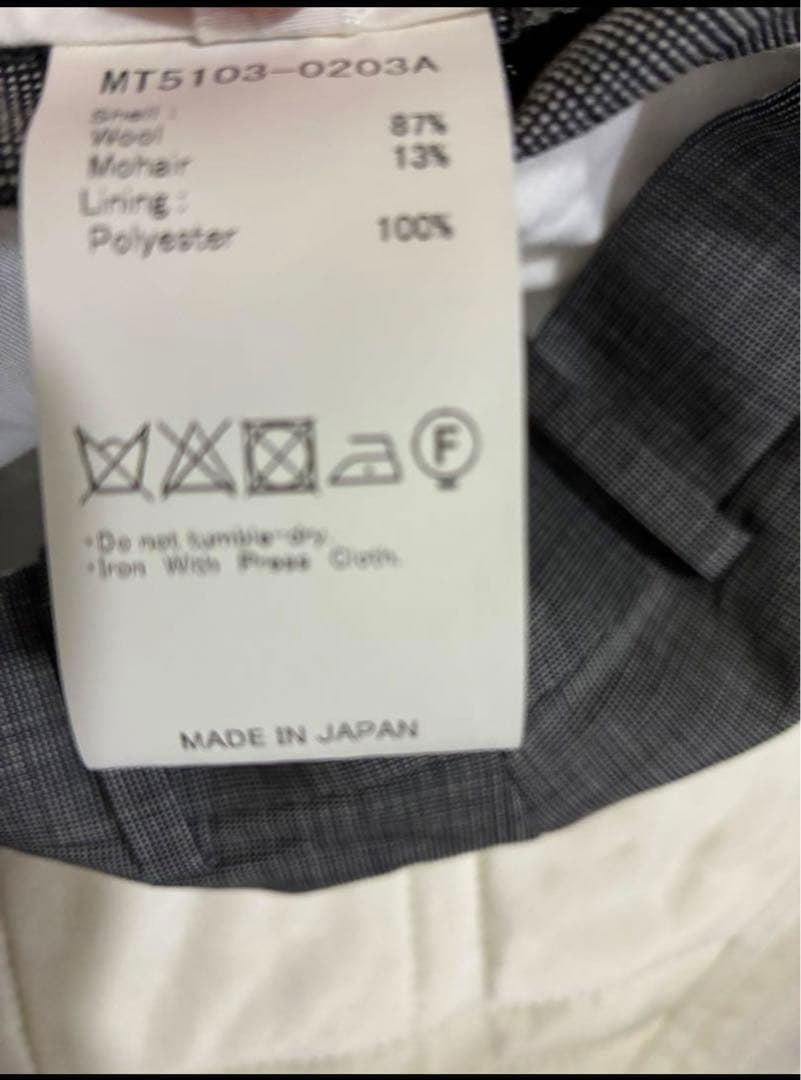 MT5103-0203A
Shell :
Wool 87%
Mohair 13%
Lining :
Polyester 100%
F
·Do not tumble-dry.
·Iron With Press Cloth.
MADE IN JAPAN